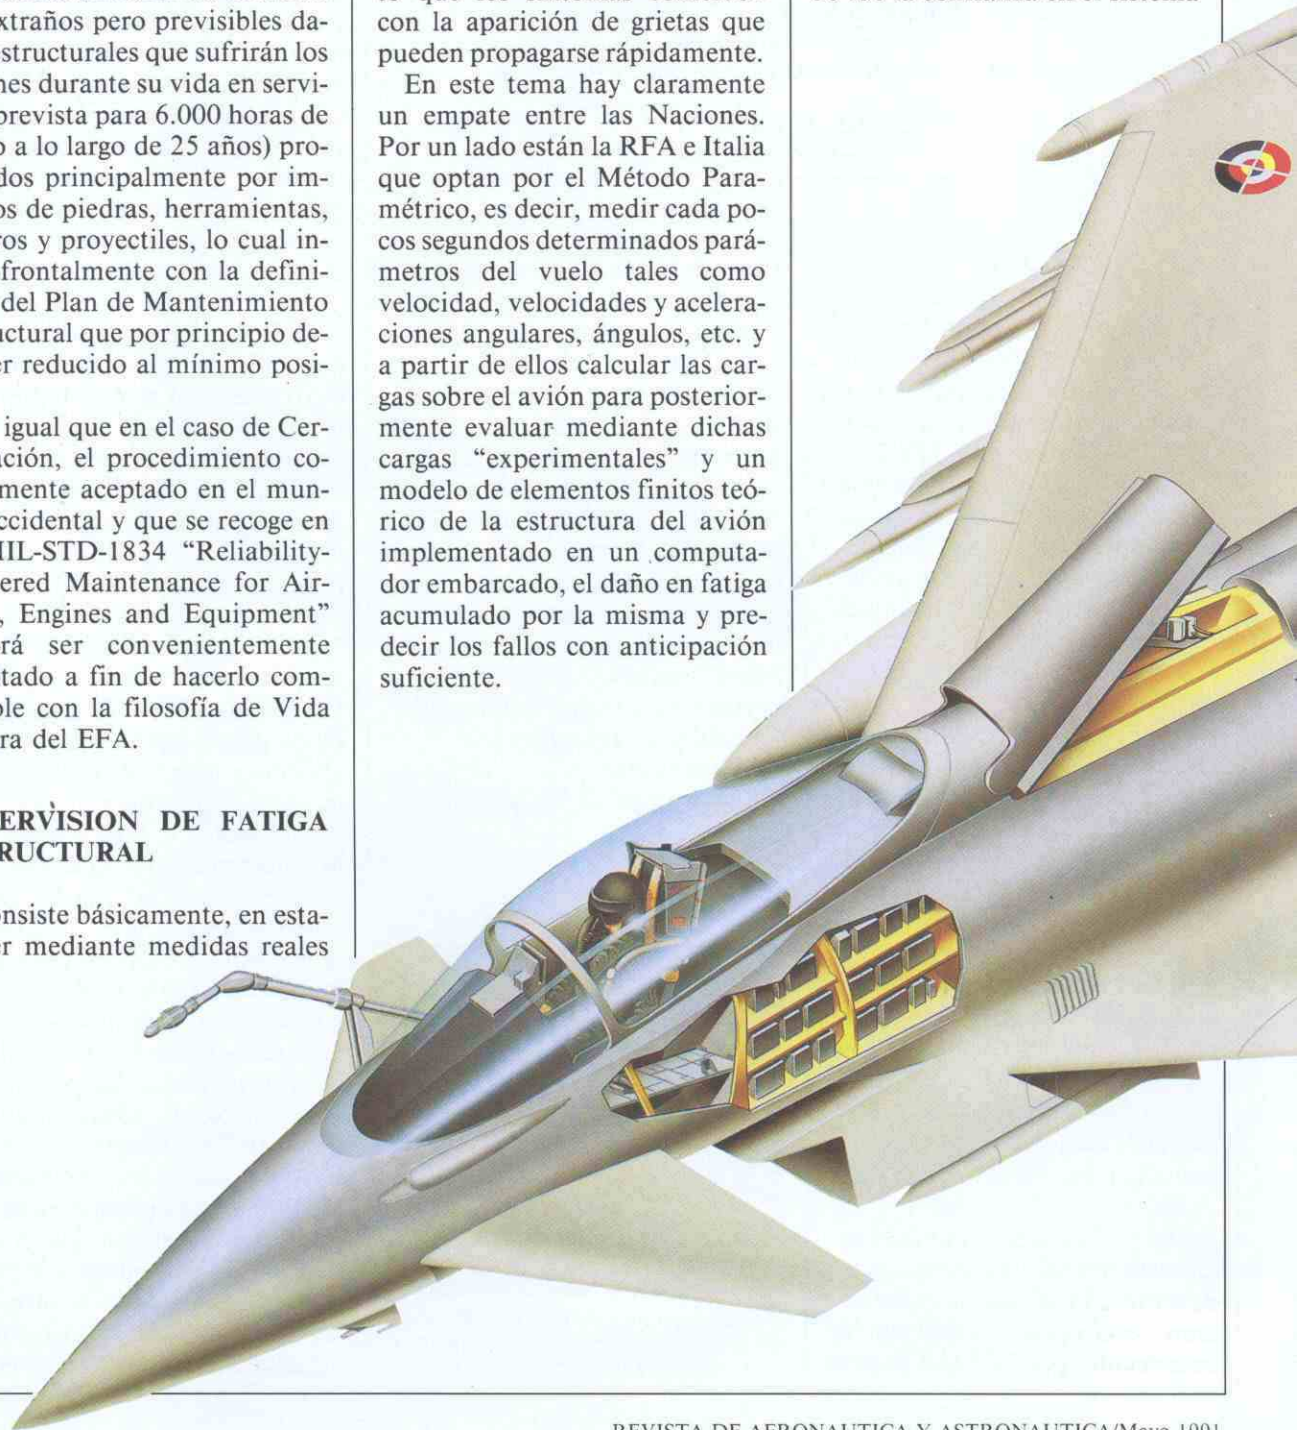 xtraños pero previsibles da-
structurales que sufrirán los
nes durante su vida en servi-
prevista para 6.000 horas de
o a lo largo de 25 años) pro-
dos principalmente por im-
os de piedras, herramientas,
ros y proyectiles, lo cual in-
frontalmente con la defini-
del Plan de Mantenimiento
uctural que por principio de-
er reducido al mínimo posi-
igual que en el caso de Cer-
ación, el procedimiento co-
mente aceptado en el mun-
ccidental y que se recoge en
IIL-STD-1834 “Reliability-
ered Maintenance for Air-
, Engines and Equipment”
rá ser convenientemente
tado a fin de hacerlo com-
ole con la filosofía de Vida
ra del EFA.
ERVISION DE FATIGA
RUCTURAL
onsiste básicamente, en esta-
er mediante medidas reales
con la aparición de grietas que
pueden propagarse rápidamente.
En este tema hay claramente
un empate entre las Naciones.
Por un lado están la RFA e Italia
que optan por el Método Para-
métrico, es decir, medir cada po-
cos segundos determinados pará-
metros del vuelo tales como
velocidad, velocidades y acelera-
ciones angulares, ángulos, etc. y
a partir de ellos calcular las car-
gas sobre el avión para posterior-
mente evaluar mediante dichas
cargas “experimentales” y un
modelo de elementos finitos teó-
rico de la estructura del avión
implementado en un computa-
dor embarcado, el daño en fatiga
acumulado por la misma y pre-
decir los fallos con anticipación
suficiente.
REVISTA DE AERONAUTICA Y ASTRONAUTICA/Mayo 1991